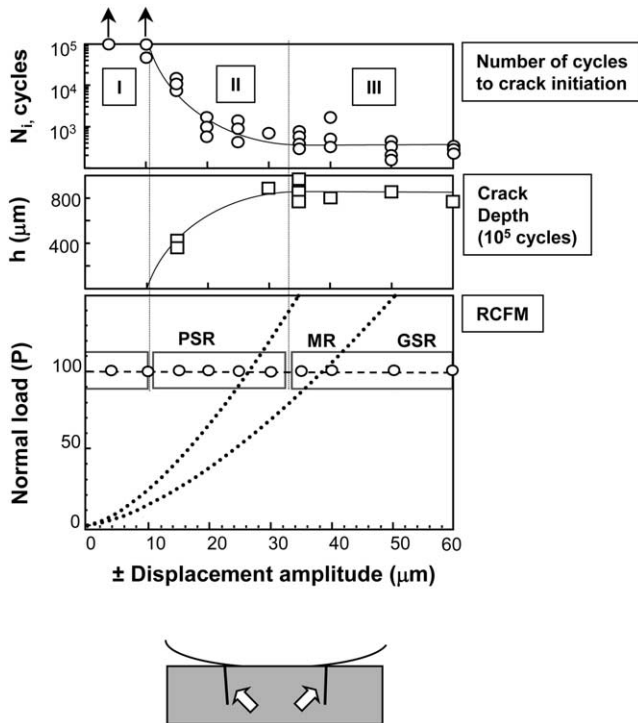 10⁵
10⁴
10³
Nᵢ, cycles
I
II
III
Number of cycles
to crack initiation
800
400
h (μm)
Crack
Depth
(10⁵ cycles)
RCFM
PSR
MR
GSR
100
50
0
Normal load (P)
0 10 20 30 40 50 60
± Displacement amplitude (μm)